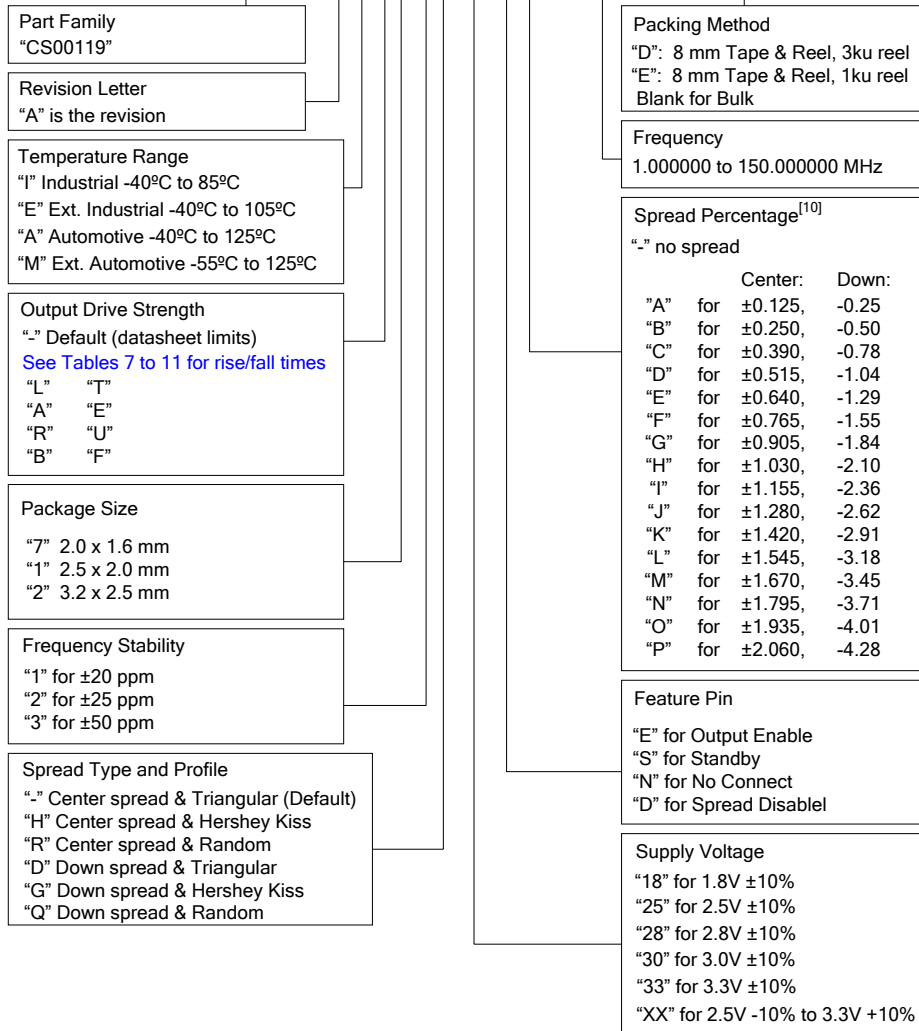 Part Family
“CS00119”
Revision Letter
“A” is the revision
Temperature Range
“I” Industrial -40ºC to 85ºC
“E” Ext. Industrial -40ºC to 105ºC
“A” Automotive -40ºC to 125ºC
“M” Ext. Automotive -55ºC to 125ºC
Output Drive Strength
“-” Default (datasheet limits)
See Tables 7 to 11 for rise/fall times
“L” “T”
“A” “E”
“R” “U”
“B” “F”
Package Size
“7” 2.0 x 1.6 mm
“1” 2.5 x 2.0 mm
“2” 3.2 x 2.5 mm
Frequency Stability
“1” for ±20 ppm
“2” for ±25 ppm
“3” for ±50 ppm
Spread Type and Profile
“-” Center spread & Triangular (Default)
“H” Center spread & Hershey Kiss
“R” Center spread & Random
“D” Down spread & Triangular
“G” Down spread & Hershey Kiss
“Q” Down spread & Random
Packing Method
“D”: 8 mm Tape & Reel, 3ku reel
“E”: 8 mm Tape & Reel, 1ku reel
Blank for Bulk
Frequency
1.000000 to 150.000000 MHz
Spread Percentage[10]
“-” no spread
Center: Down:
”A” for ±0.125, -0.25
“B” for ±0.250, -0.50
“C” for ±0.390, -0.78
“D” for ±0.515, -1.04
“E” for ±0.640, -1.29
“F” for ±0.765, -1.55
“G” for ±0.905, -1.84
“H” for ±1.030, -2.10
“I” for ±1.155, -2.36
“J” for ±1.280, -2.62
“K” for ±1.420, -2.91
“L” for ±1.545, -3.18
“M” for ±1.670, -3.45
“N” for ±1.795, -3.71
“O” for ±1.935, -4.01
“P” for ±2.060, -4.28
Feature Pin
“E” for Output Enable
“S” for Standby
“N” for No Connect
“D” for Spread Disablel
Supply Voltage
“18” for 1.8V ±10%
“25” for 2.5V ±10%
“28” for 2.8V ±10%
“30” for 3.0V ±10%
“33” for 3.3V ±10%
“XX” for 2.5V -10% to 3.3V +10%